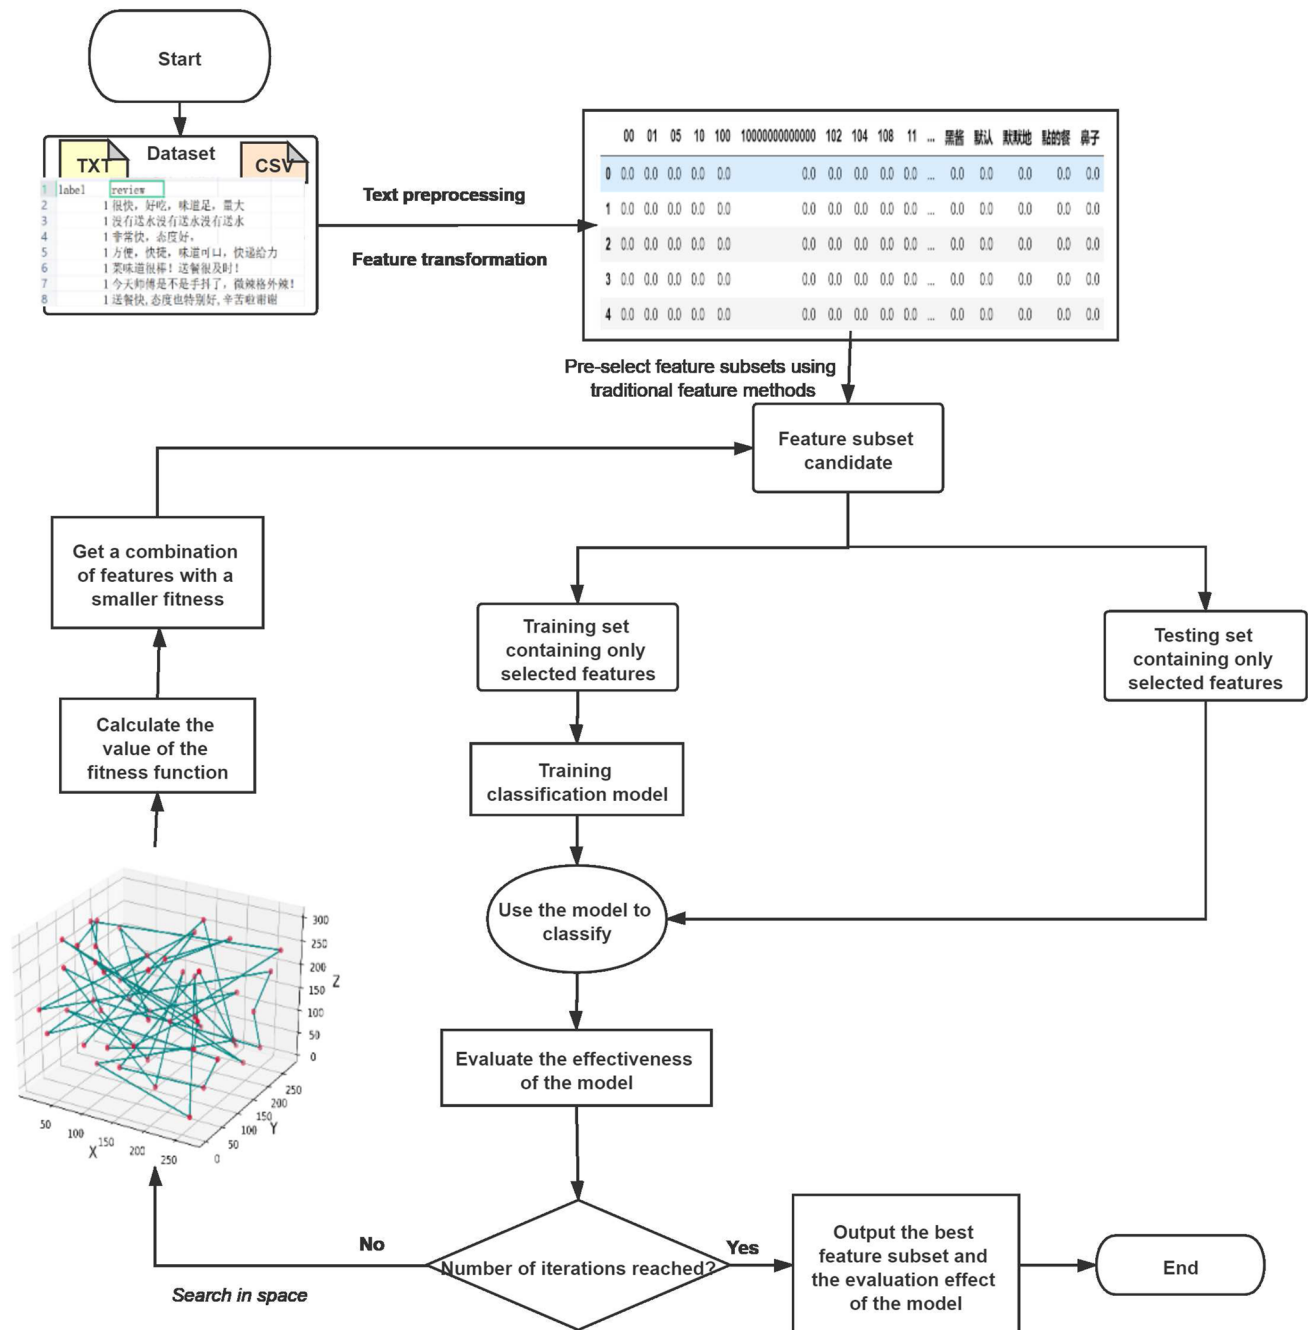 Start
Dataset
TXT
CSV
1 label review
2 1 很快，好吃，味道足，量大
3 1 没有送水没有送水没有送水
4 1 非常快，态度好，
5 1 方便，快捷，味道可口，快递给力
6 1 菜味道很棒！送餐很及时！
7 1 今天师傅是不是手抖了，微辣格外辣！
8 1 送餐快,态度也特别好,辛苦啦谢谢
Text preprocessing
Feature transformation
00 01 05 10 100 10000000000000 102 104 108 11 ... 黑酱 默认 默默地 點的餐 鼻子
0 0.0 0.0 0.0 0.0 0.0 0.0 0.0 0.0 0.0 0.0 ... 0.0 0.0 0.0 0.0 0.0
1 0.0 0.0 0.0 0.0 0.0 0.0 0.0 0.0 0.0 0.0 ... 0.0 0.0 0.0 0.0 0.0
2 0.0 0.0 0.0 0.0 0.0 0.0 0.0 0.0 0.0 0.0 ... 0.0 0.0 0.0 0.0 0.0
3 0.0 0.0 0.0 0.0 0.0 0.0 0.0 0.0 0.0 0.0 ... 0.0 0.0 0.0 0.0 0.0
4 0.0 0.0 0.0 0.0 0.0 0.0 0.0 0.0 0.0 0.0 ... 0.0 0.0 0.0 0.0 0.0
Pre-select feature subsets using
traditional feature methods
Feature subset
candidate
Get a combination
of features with a
smaller fitness
Training set
containing only
selected features
Testing set
containing only
selected features
Calculate the
value of the
fitness function
Training
classification model
Use the model to
classify
300
250
200
150
100
50
0
Z
50
100
150
200
250
X
0
50
150
200
250
Y
Evaluate the effectiveness
of the model
No
Search in space
Number of iterations reached?
Yes
Output the best
feature subset and
the evaluation effect
of the model
End